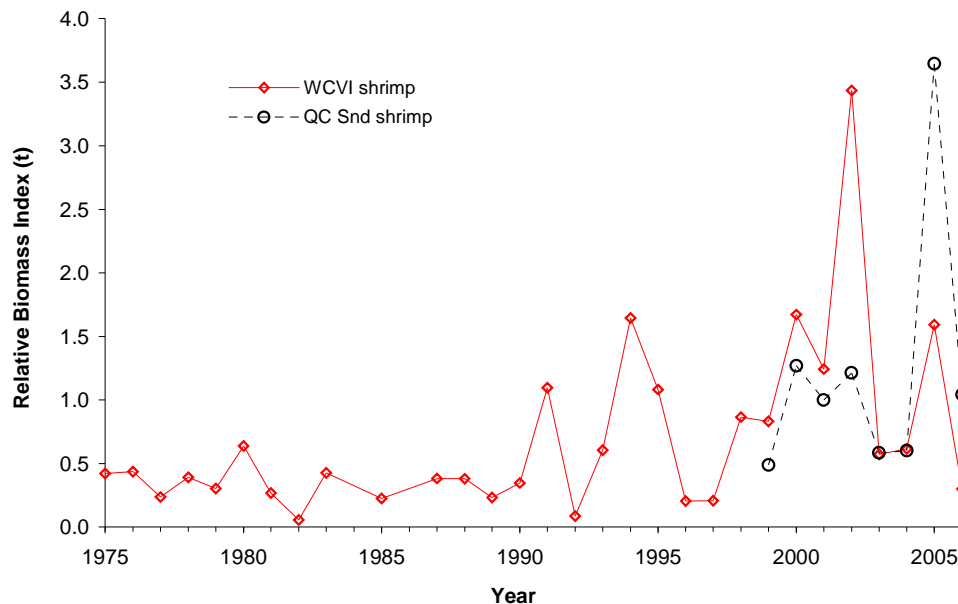 4.0
3.5
3.0
2.5
2.0
1.5
1.0
0.5
0.0
Relative Biomass Index (t)
WCVI shrimp
QC Snd shrimp
1975 1980 1985 1990 1995 2000 2005
Year